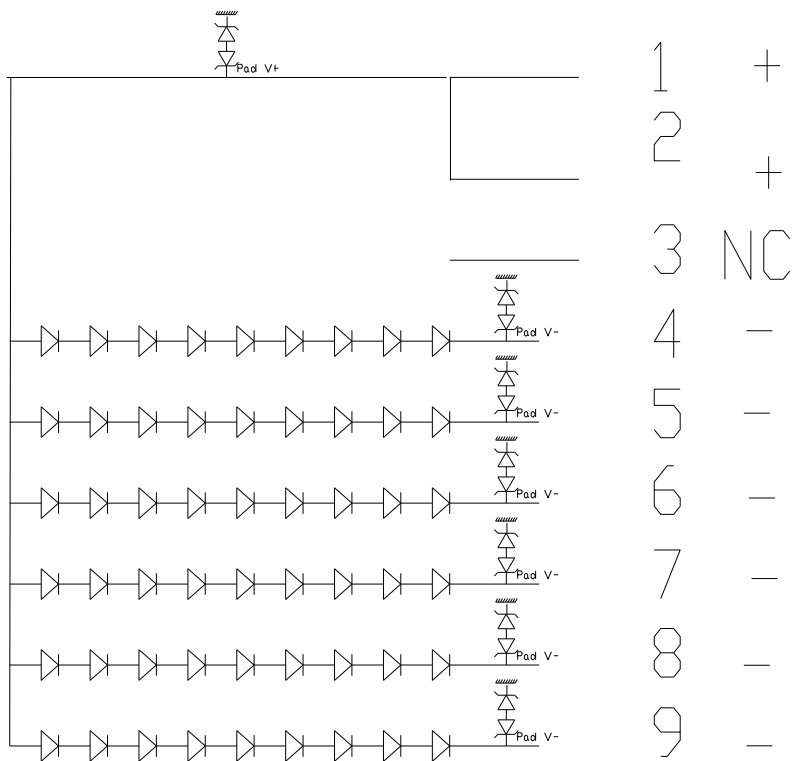 Pad V+
1 +
2 +
3 NC
Pad V-
4 -
Pad V-
5 -
Pad V-
6 -
Pad V-
7 -
Pad V-
8 -
Pad V-
9 -